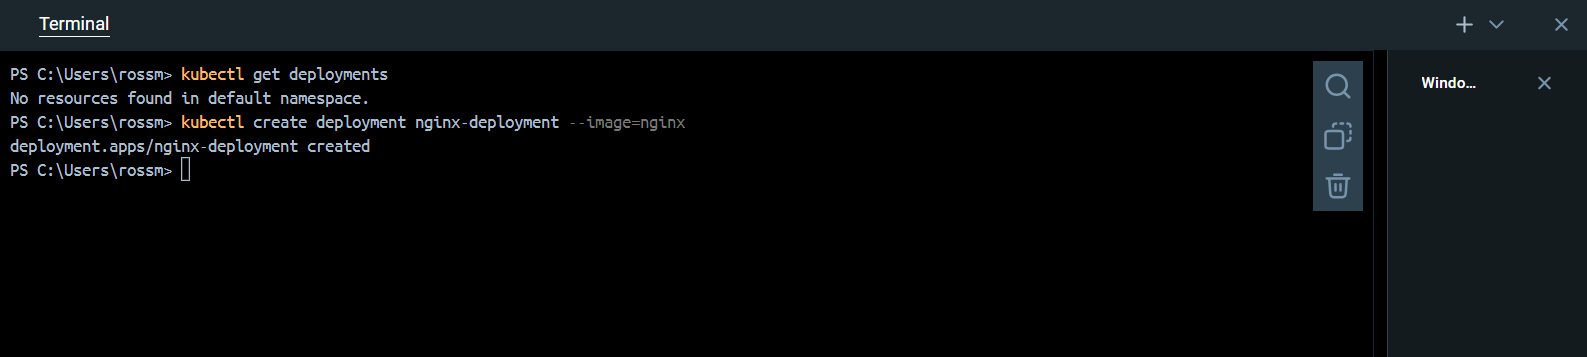 Terminal
PS C:\Users\rossm> kubectl get deployments
No resources found in default namespace.
PS C:\Users\rossm> kubectl create deployment nginx-deployment --image=nginx
deployment.apps/nginx-deployment created
PS C:\Users\rossm>
Windo...